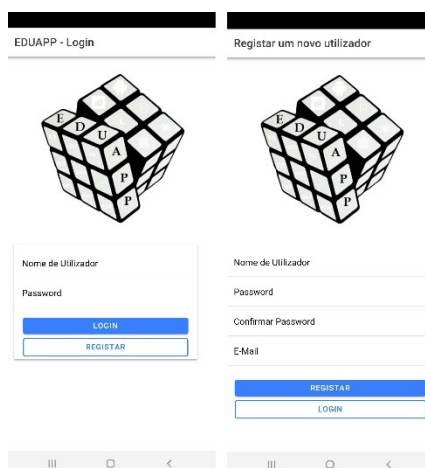 EDUAPP - Login
E
D
U
A
P
P
Nome de Utilizador
Password
LOGIN
REGISTAR
Registar um novo utilizador
E
D
U
A
P
P
Nome de Utilizador
Password
Confirmar Password
E-Mail
REGISTAR
LOGIN